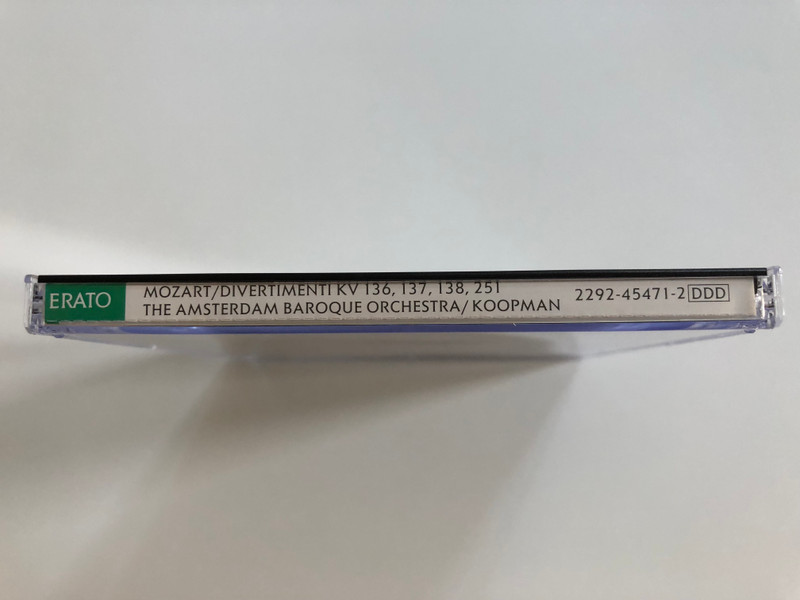 ERATO
MOZART/DIVERTIMENTI KV 136, 137, 138, 251
THE AMSTERDAM BAROQUE ORCHESTRA/KOOPMAN
2292-45471-2 DDD